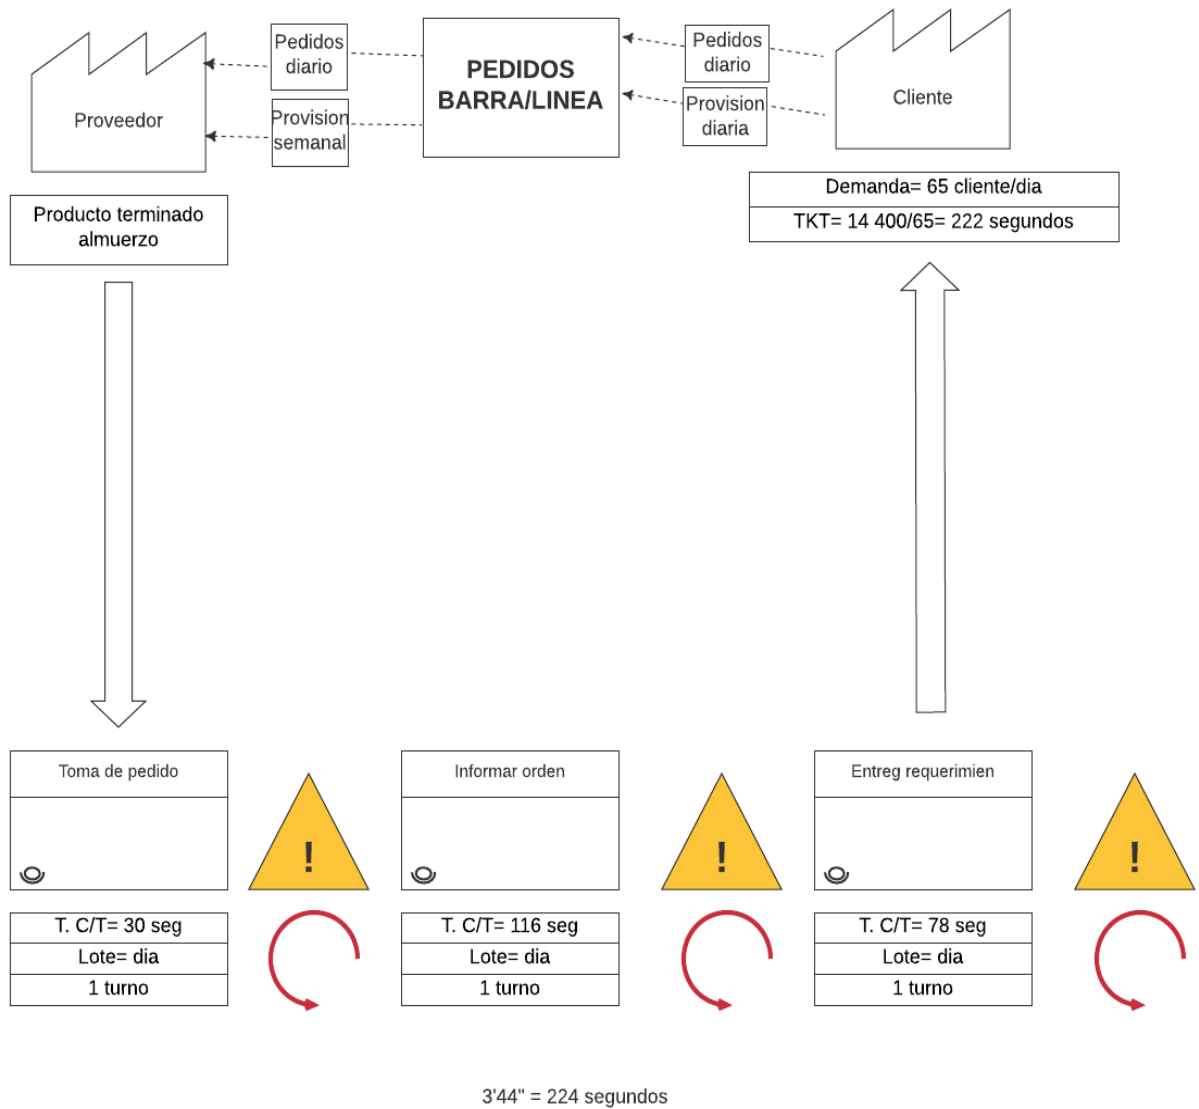 Proveedor
Pedidos
diario
Provision
semanal
PEDIDOS
BARRA/LINEA
Pedidos
diario
Provision
diaria
Cliente
Demanda= 65 cliente/dia
TKT= 14 400/65= 222 segundos
Producto terminado
almuerzo
Toma de pedido
!
Informar orden
!
Entreg requerimien
!
T. C/T= 30 seg
Lote= dia
1 turno
T. C/T= 116 seg
Lote= dia
1 turno
T. C/T= 78 seg
Lote= dia
1 turno
3'44" = 224 segundos